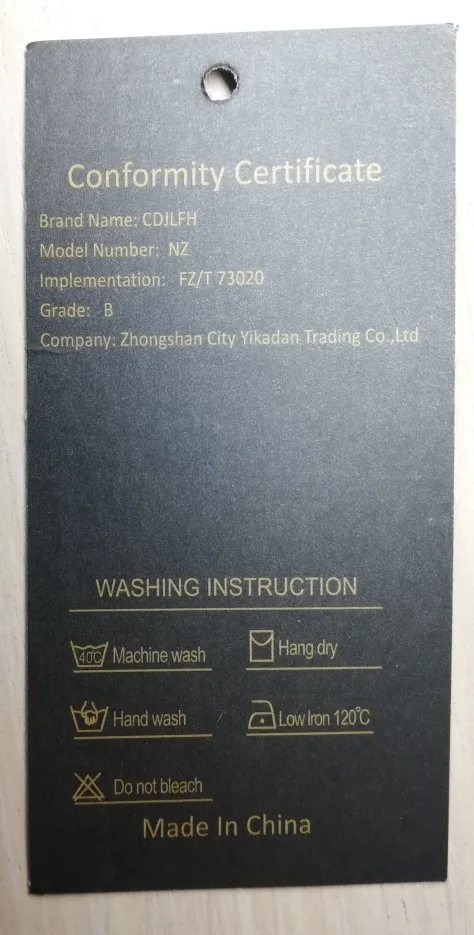 Conformity Certificate
Brand Name: CDJLFH
Model Number: NZ
Implementation: FZ/T 73020
Grade: B
Company: Zhongshan City Yikadan Trading Co.,Ltd
WASHING INSTRUCTION
40C Machine wash
Hang dry
Hand wash
Low Iron 120℃
Do not bleach
Made In China